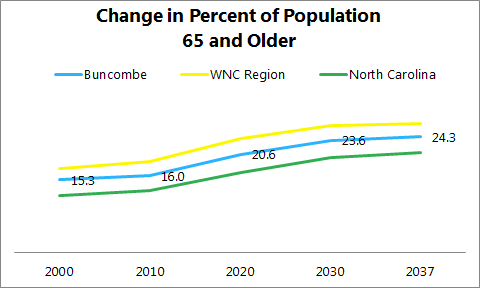 Change in Percent of Population
65 and Older
Buncombe WNC Region North Carolina
15.3 16.0 20.6 23.6 24.3
2000 2010 2020 2030 2037